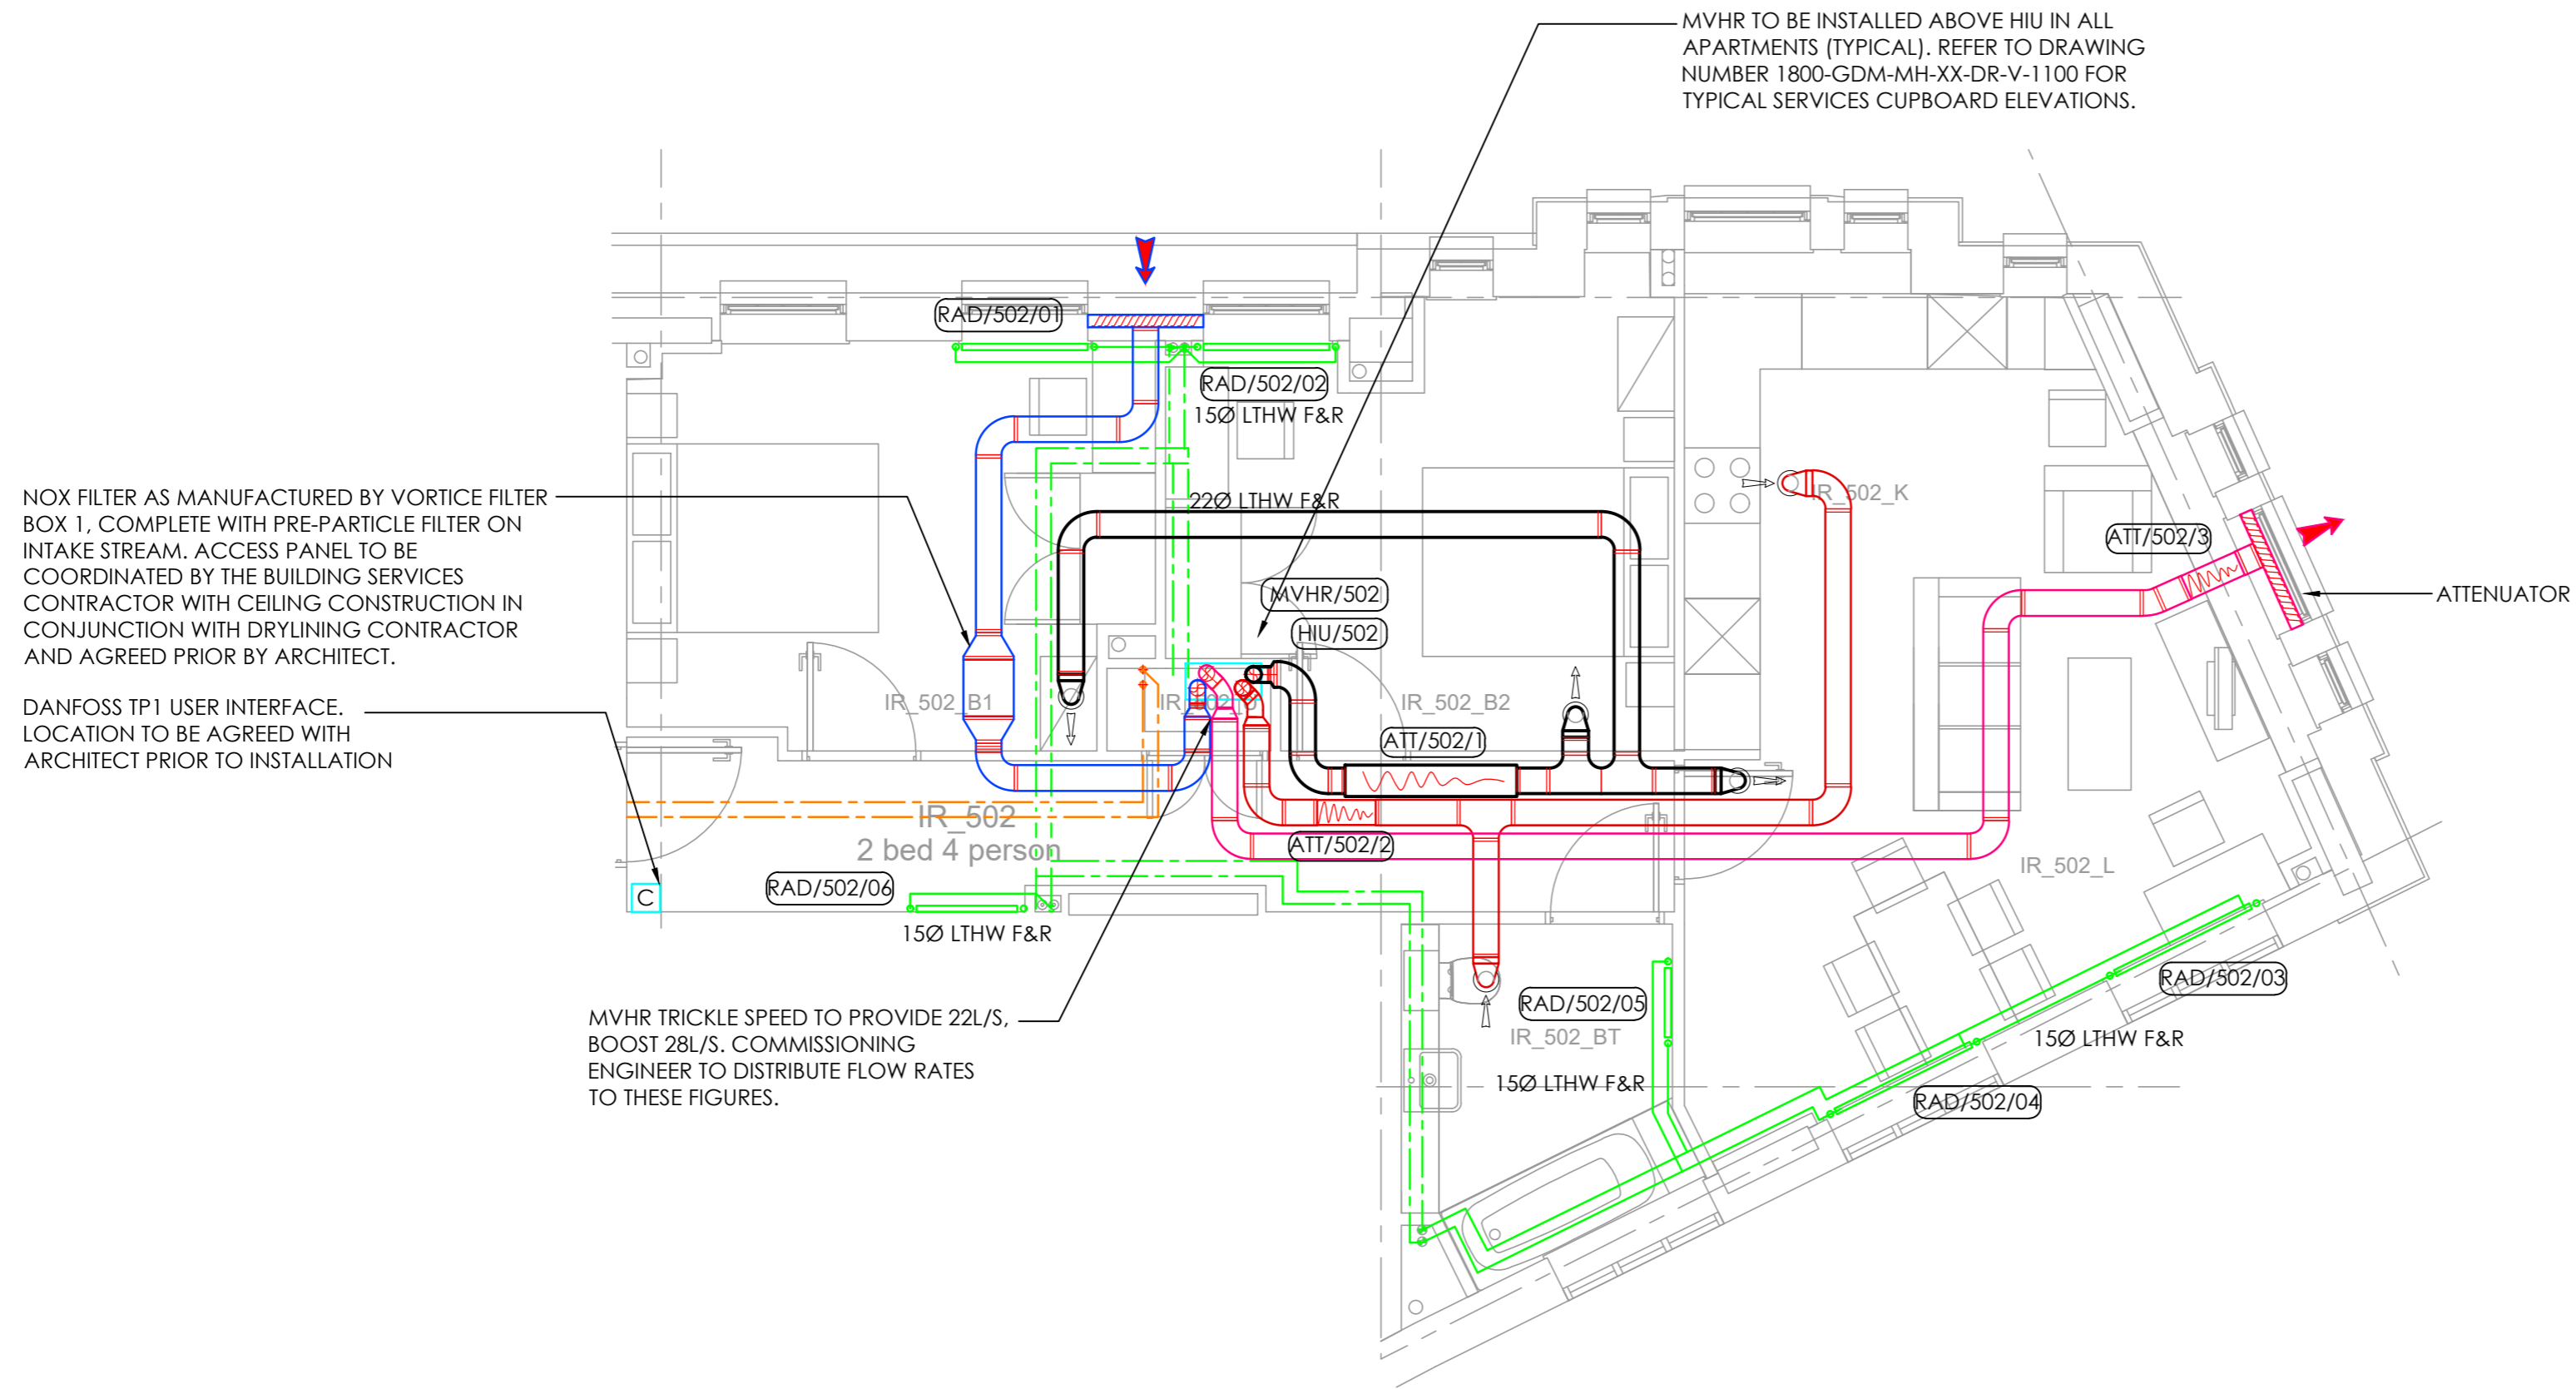 MVHR TO BE INSTALLED ABOVE HIU IN ALL
APARTMENTS (TYPICAL). REFER TO DRAWING
NUMBER 1800-GDM-MH-XX-DR-V-1100 FOR
TYPICAL SERVICES CUPBOARD ELEVATIONS.
RAD/502/01
RAD/502/02
15Ø LTHW F&R
NOX FILTER AS MANUFACTURED BY VORTICE FILTER
BOX 1, COMPLETE WITH PRE-PARTICLE FILTER ON
INTAKE STREAM. ACCESS PANEL TO BE
COORDINATED BY THE BUILDING SERVICES
CONTRACTOR WITH CEILING CONSTRUCTION IN
CONJUNCTION WITH DRYLINING CONTRACTOR
AND AGREED PRIOR BY ARCHITECT.
22Ø LTHW F&R
IR_502_K
ATT/502/3
ATTENUATOR
MVHR/502
HIU/502
DANFOSS TP1 USER INTERFACE.
LOCATION TO BE AGREED WITH
ARCHITECT PRIOR TO INSTALLATION
IR_502_B1
IR_502_B2
ATT/502/1
IR_502
2 bed 4 person
ATT/502/2
IR_502_L
RAD/502/06
C
15Ø LTHW F&R
RAD/502/03
RAD/502/05
IR_502_BT
15Ø LTHW F&R
15Ø LTHW F&R
RAD/502/04
MVHR TRICKLE SPEED TO PROVIDE 22L/S,
BOOST 28L/S. COMMISSIONING
ENGINEER TO DISTRIBUTE FLOW RATES
TO THESE FIGURES.